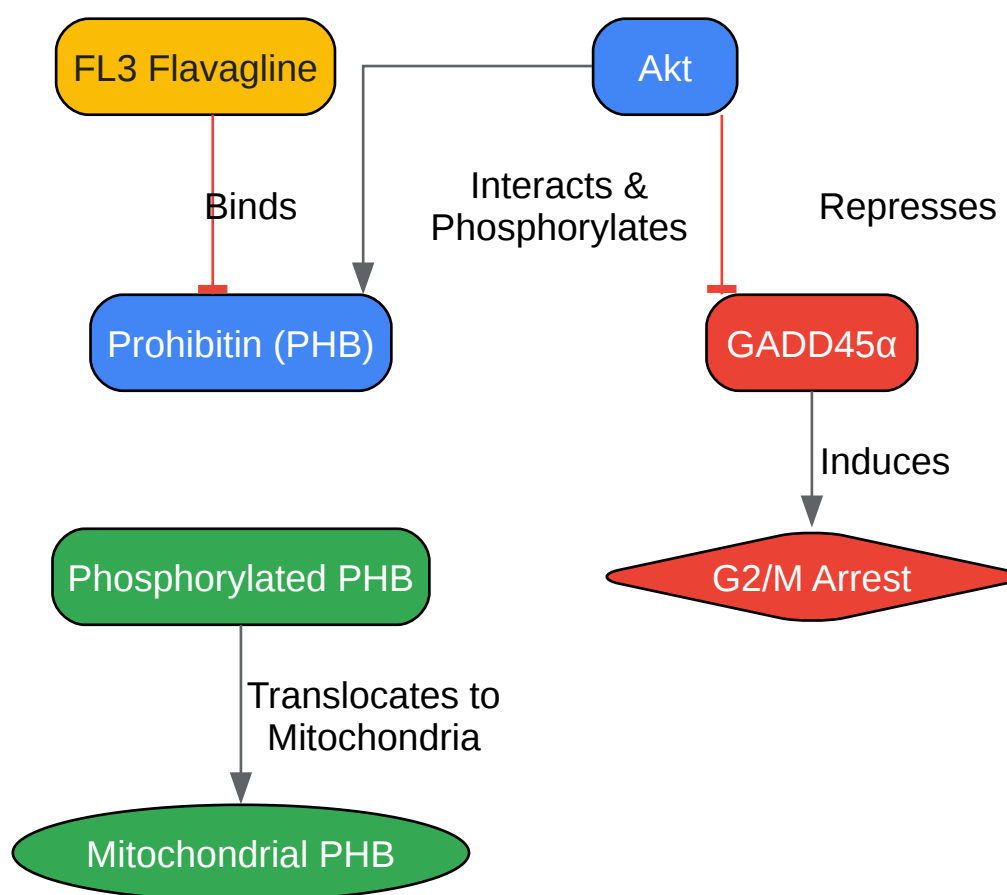 FL3 Flavagline
Akt
Binds
Interacts &
Phosphorylates
Represses
Prohibitin (PHB)
GADD45α
Induces
Phosphorylated PHB
G2/M Arrest
Translocates to
Mitochondria
Mitochondrial PHB